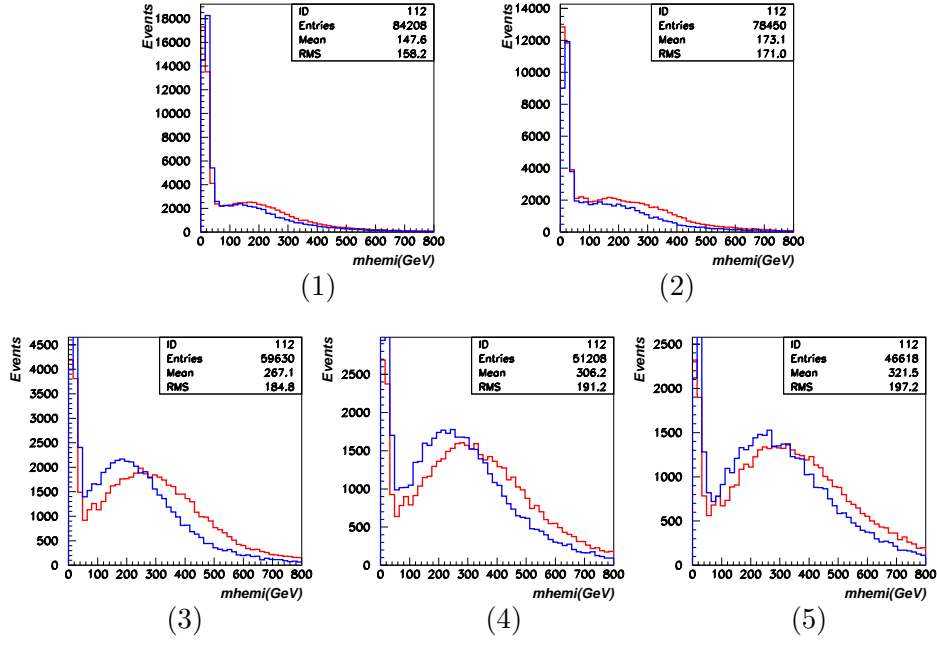 Events
18000
16000
14000
12000
10000
8000
6000
4000
2000
0
0 100 200 300 400 500 600 700 800
mhemi(GeV)
ID 112
Entries 84208
Mean 147.6
RMS 158.2
(1)
Events
14000
12000
10000
8000
6000
4000
2000
0
0 100 200 300 400 500 600 700 800
mhemi(GeV)
ID 112
Entries 78450
Mean 173.1
RMS 171.0
(2)
Events
4500
4000
3500
3000
2500
2000
1500
1000
500
0
0 100 200 300 400 500 600 700 800
mhemi(GeV)
ID 112
Entries 59630
Mean 267.1
RMS 184.8
(3)
Events
2500
2000
1500
1000
500
0
0 100 200 300 400 500 600 700 800
mhemi(GeV)
ID 112
Entries 51208
Mean 306.2
RMS 191.2
(4)
Events
2500
2000
1500
1000
500
0
0 100 200 300 400 500 600 700 800
mhemi(GeV)
ID 112
Entries 46618
Mean 321.5
RMS 197.2
(5)